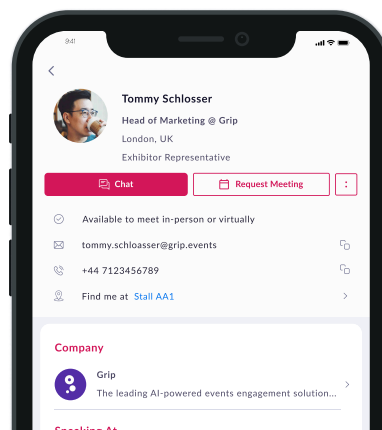 9:41
Tommy Schlosser
Head of Marketing @ Grip
London, UK
Exhibitor Representative
Chat
Request Meeting
Available to meet in-person or virtually
tommy.schloasser@grip.events
+44 7123456789
Find me at Stall AA1
Company
Grip
The leading AI-powered events engagement solution...
Speaking At